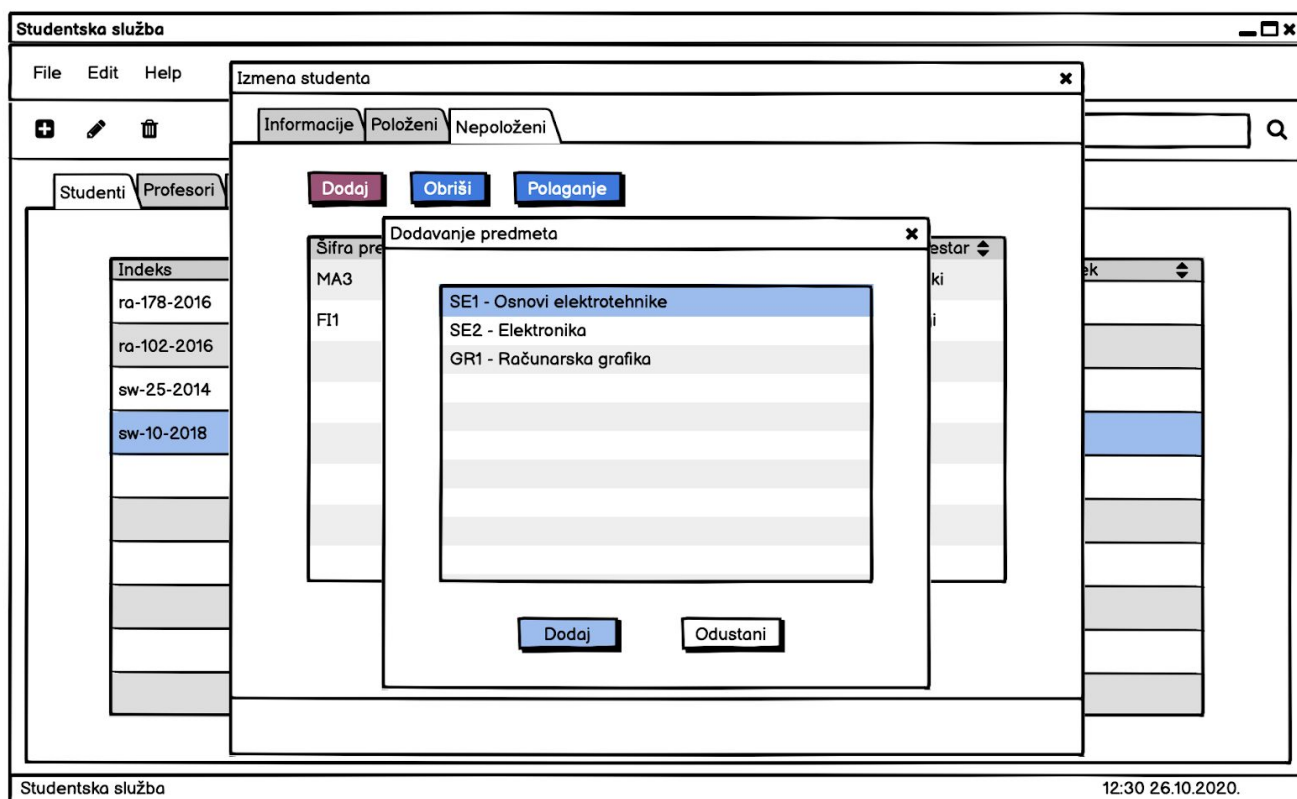 Studentska služba
File Edit Help
Izmena studenta
Informacije Položeni Nepoloženi
Studenti Profesori
Dodaj Obriši Polaganje
Dodavanje predmeta
Šifra pre
estar
Indeks
ek
MA3
ki
ra-178-2016
SE1 - Osnovi elektrotehnike
FI1
i
SE2 - Elektronika
ra-102-2016
GR1 - Računarska grafika
sw-25-2014
sw-10-2018
Dodaj Odustani
Studentska služba 12:30 26.10.2020.